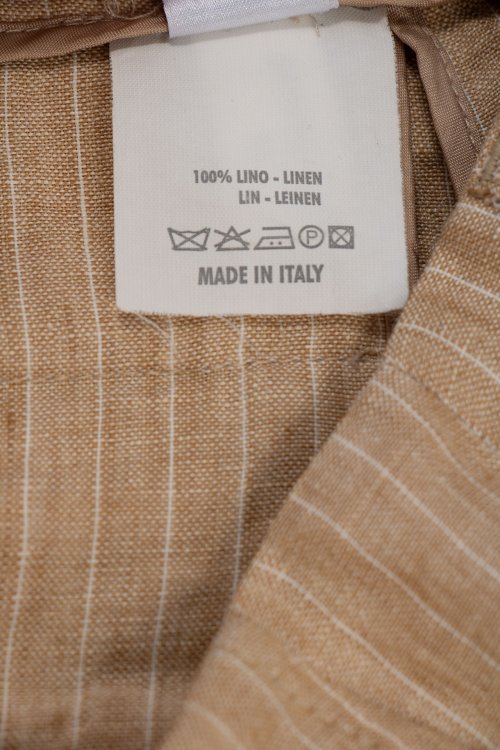 100% LINO - LINEN
LIN - LEINEN
P
MADE IN ITALY